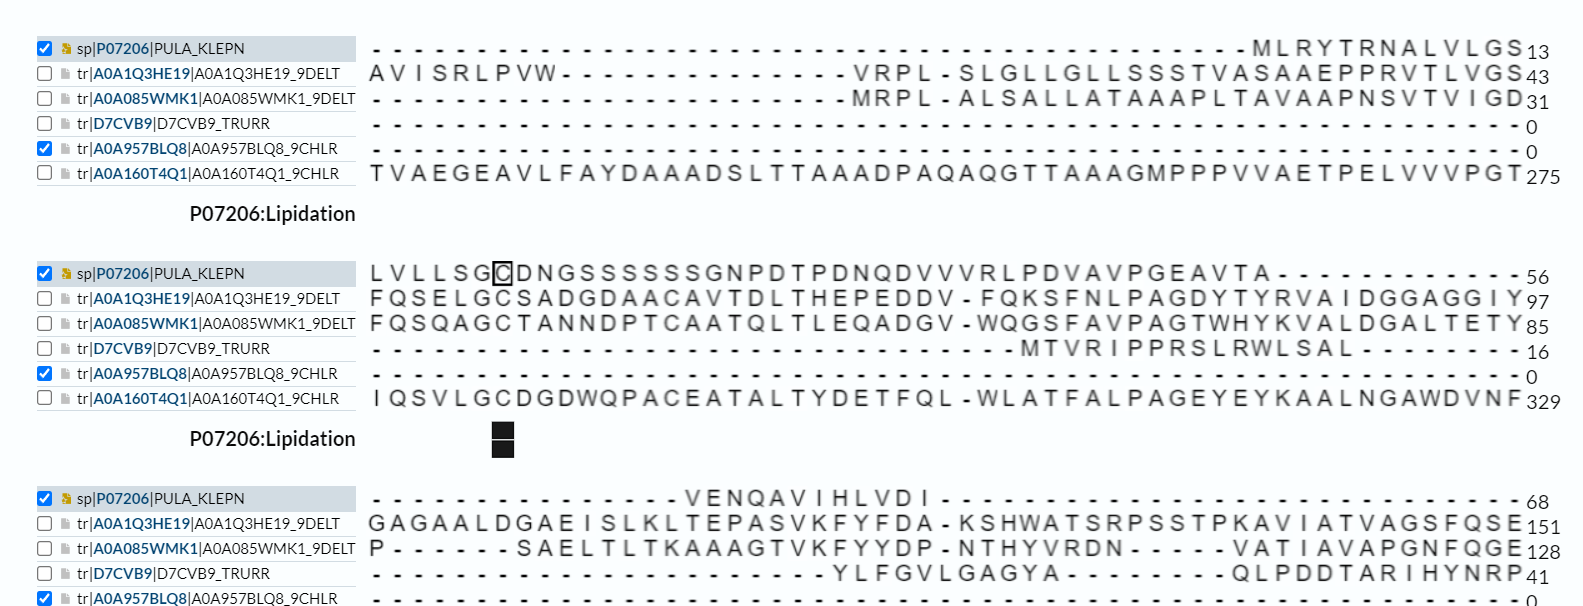 sp|P07206|PULA_KLEPN ------------------------------------------MLRYTRNALVLGS 13
tr|A0A1Q3HE19|A0A1Q3HE19_9DELT AVISRLPVW--------------VRPL-SLGLLGLLSSSTVASAAEPPRVTLVGS 43
tr|A0A085WMK1|A0A085WMK1_9DELT -----------------------MRPL-ALSALLATAAAPLTAVAAPNSVTVIGD 31
tr|D7CVB9|D7CVB9_TRURR ------------------------------------------------------- 0
tr|A0A957BLQ8|A0A957BLQ8_9CHLR ------------------------------------------------------- 0
tr|A0A160T4Q1|A0A160T4Q1_9CHLR TVAEGEAVLFAYDAAADSLTTAAADPAQAQGTTAAAGMPPPVVAETPELVVVPGT 275
P07206:Lipidation
sp|P07206|PULA_KLEPN LVLLSGCDNGSSSSSSGNPDTPDNQDVVVRLPDVAVPGEAVTA------------ 56
tr|A0A1Q3HE19|A0A1Q3HE19_9DELT FQSELGCSADGDAACAVTDLTHEPEDDV-FQKSFNLPAGDYTYRVAIDGGAGGIY 97
tr|A0A085WMK1|A0A085WMK1_9DELT FQSQAGCTANNDPTCAATQLTLEQADGV-WQGSFAVPAGTWHYKVALDGALTETY 85
tr|D7CVB9|D7CVB9_TRURR -------------------------------MTVRIPPRSLRWLSAL-------- 16
tr|A0A957BLQ8|A0A957BLQ8_9CHLR ------------------------------------------------------- 0
tr|A0A160T4Q1|A0A160T4Q1_9CHLR IQSVLGCDGDWQPACEATALTYDETFQL-WLATFALPAGEYEYKAALNGAWDVNF 329
P07206:Lipidation
sp|P07206|PULA_KLEPN ---------------VENQAVIHLVDI---------------------------- 68
tr|A0A1Q3HE19|A0A1Q3HE19_9DELT GAGAALDGAEISLKLTEPASVKFYFDA-KSHWATSRPSSTPKAVIATVAGSFQSE 151
tr|A0A085WMK1|A0A085WMK1_9DELT P------SAELTLTKAAAGTVKFYYDP-NTHYVRDN-----VATIAVAPGNFQGE 128
tr|D7CVB9|D7CVB9_TRURR ----------------------YLFGVLGAGYA--------QLPDDTARIHYNRP 41
tr|A0A957BLQ8|A0A957BLQ8_9CHLR ------------------------------------------------------- 0